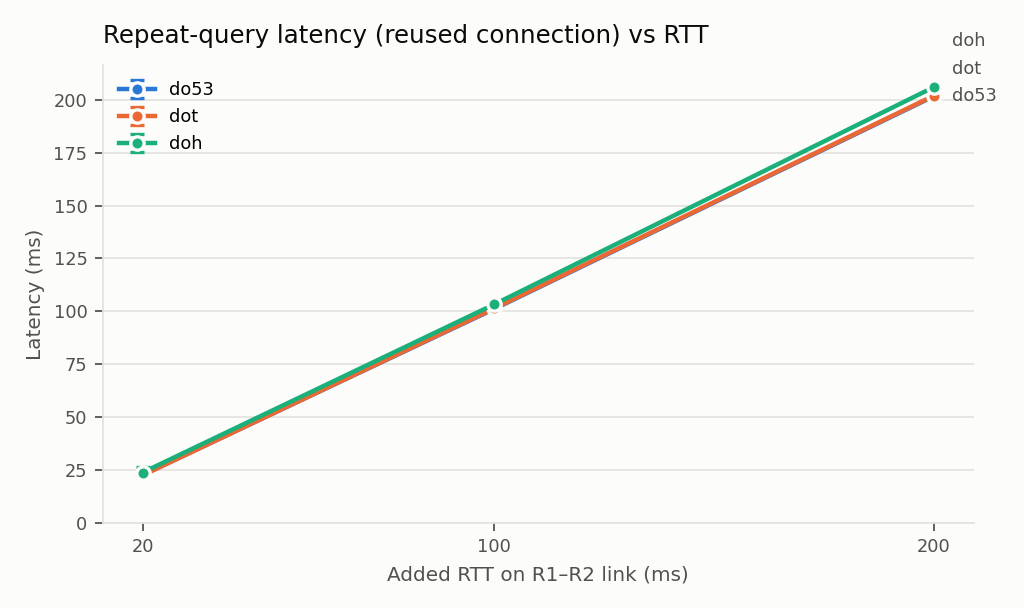 Repeat-query latency (reused connection) vs RTT
doh
dot
do53
do53
dot
doh
Latency (ms)
200
175
150
125
100
75
50
25
0
20
100
200
Added RTT on R1–R2 link (ms)